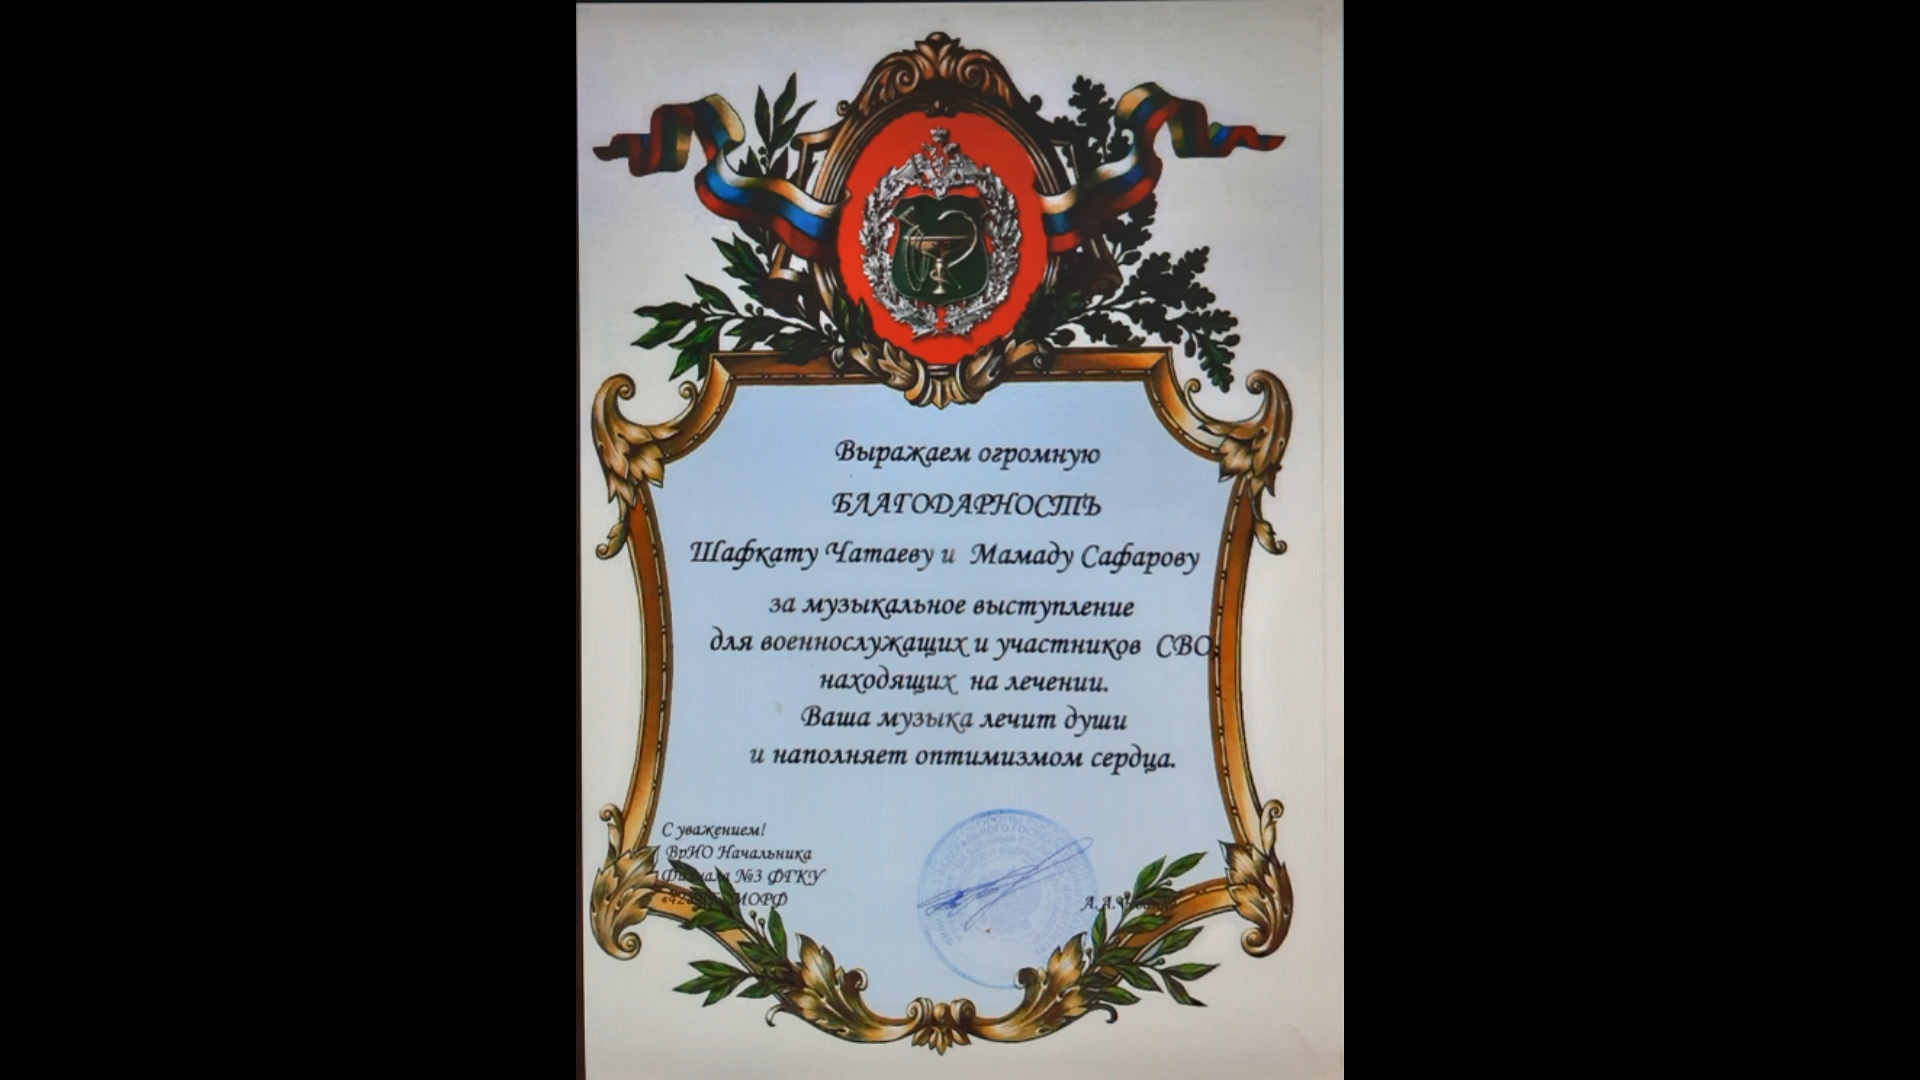 Выражаем огромную
БЛАГОДАРНОСТЬ
Шафкату Чатаеву и Мамаду Сафарову
за музыкальное выступление
для военнослужащих и участников СВО,
находящих на лечении.
Ваша музыка лечит души
и наполняет оптимизмом сердца.
С уважением!
ВрИО Начальника
Филиала №3 ФГКУ
МОРФ
А.А.